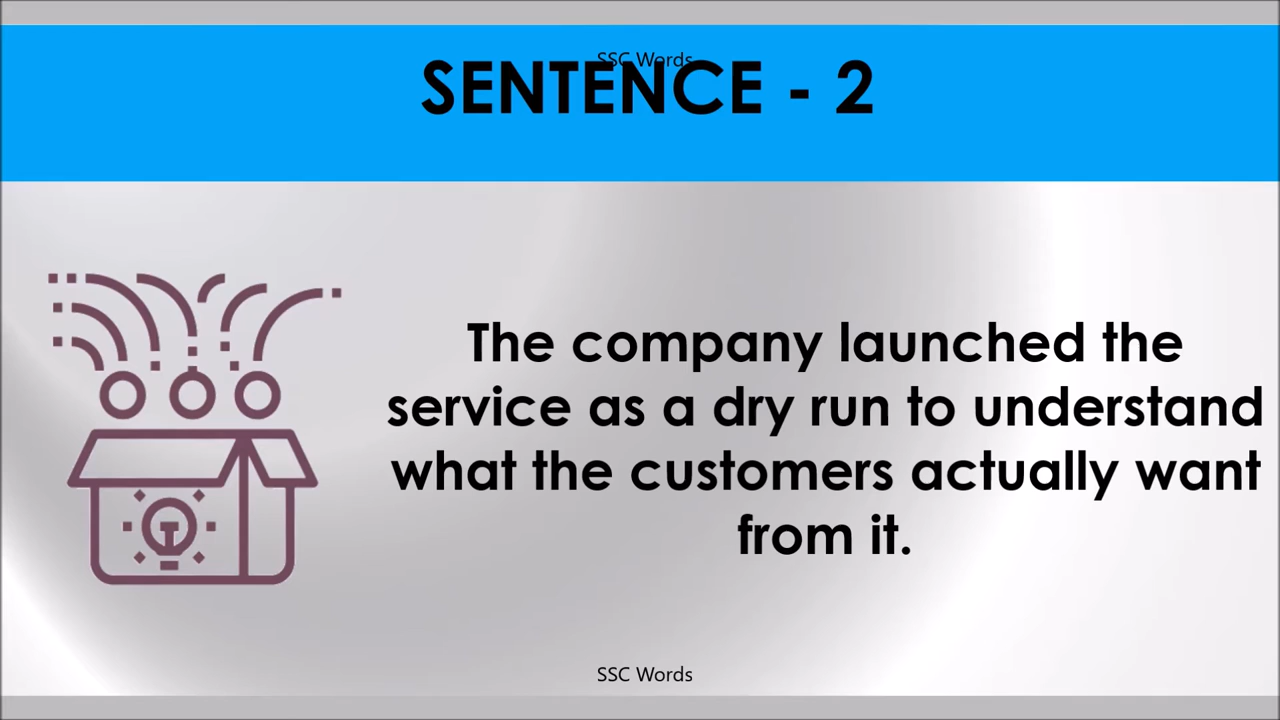 SSC Words
SENTENCE - 2
The company launched the
service as a dry run to understand
what the customers actually want
from it.
SSC Words